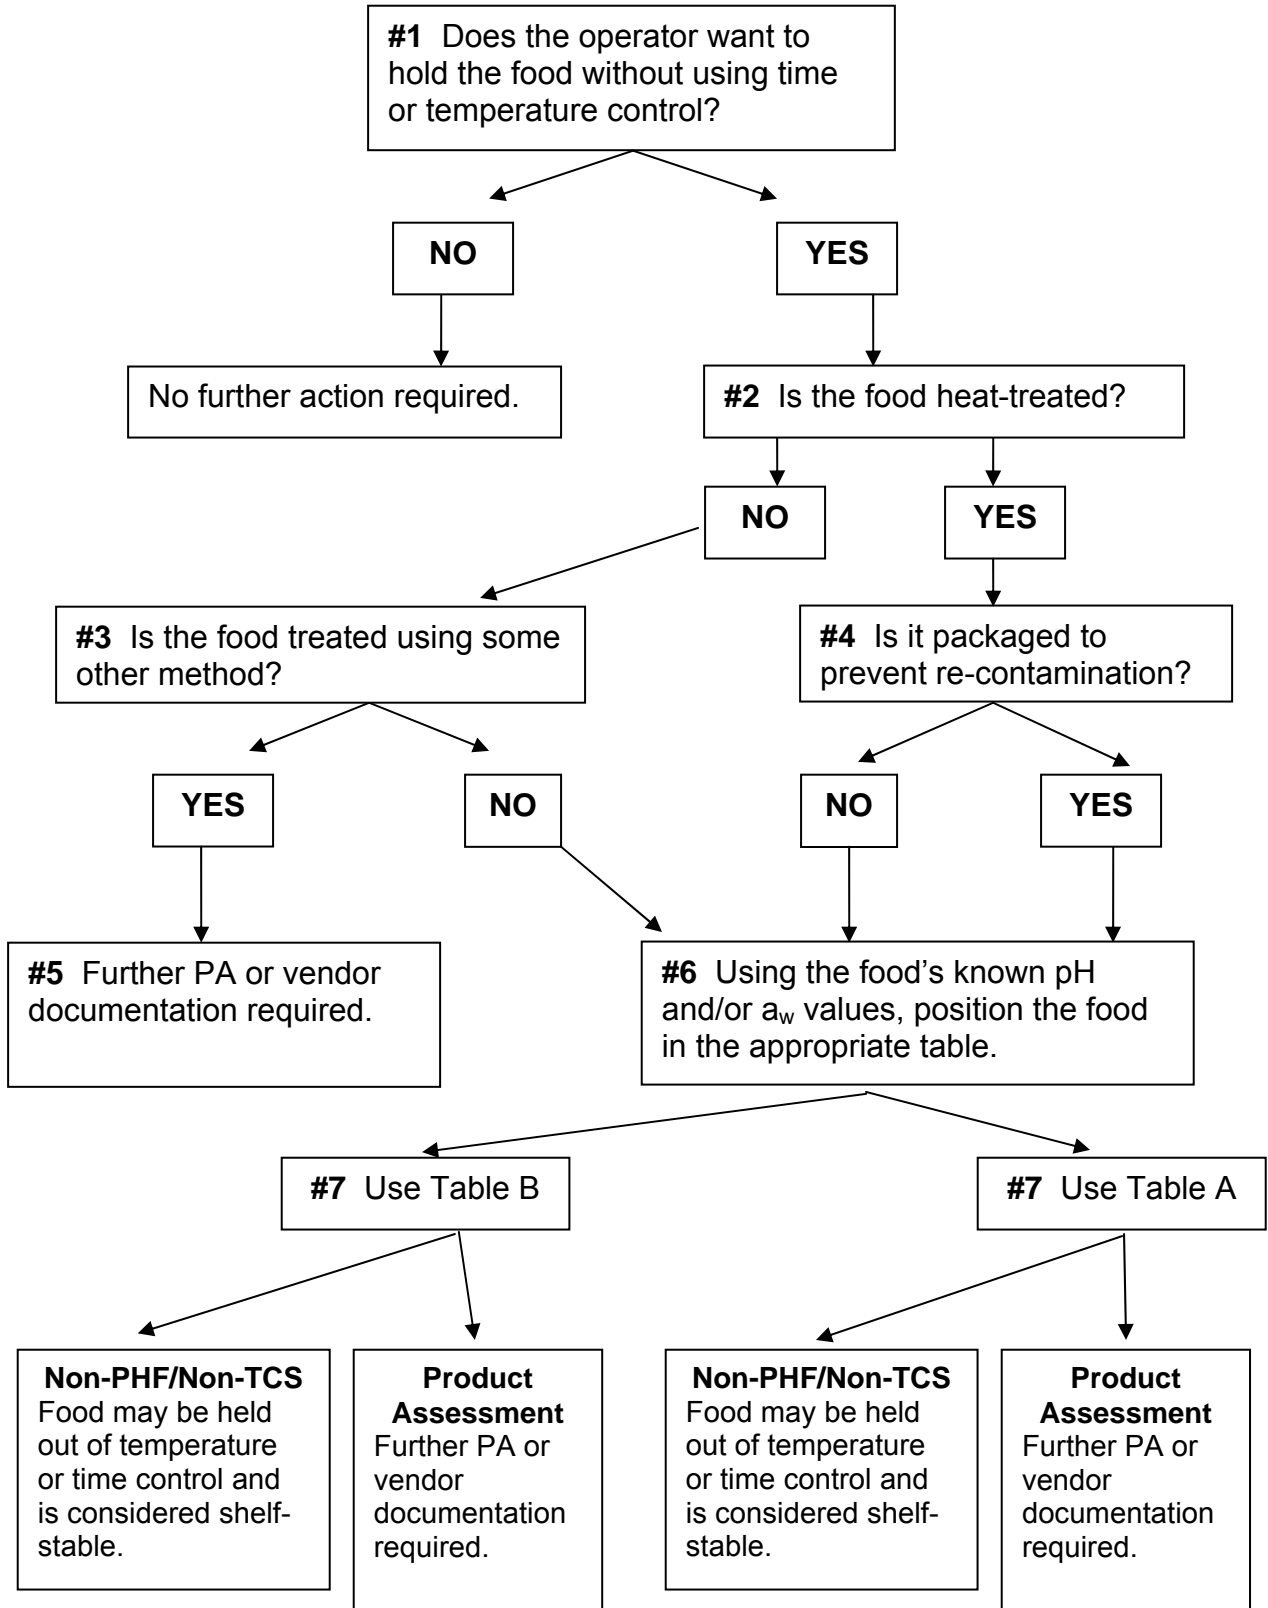 #1 Does the operator want to
hold the food without using time
or temperature control?
NO
YES
No further action required.
#2 Is the food heat-treated?
NO
YES
#3 Is the food treated using some
other method?
#4 Is it packaged to
prevent re-contamination?
YES
NO
NO
YES
#5 Further PA or vendor
documentation required.
#6 Using the food’s known pH
and/or aw values, position the food
in the appropriate table.
#7 Use Table B
#7 Use Table A
Non-PHF/Non-TCS
Food may be held
out of temperature
or time control and
is considered shelf-
stable.
Product
Assessment
Further PA or
vendor
documentation
required.
Non-PHF/Non-TCS
Food may be held
out of temperature
or time control and
is considered shelf-
stable.
Product
Assessment
Further PA or
vendor
documentation
required.